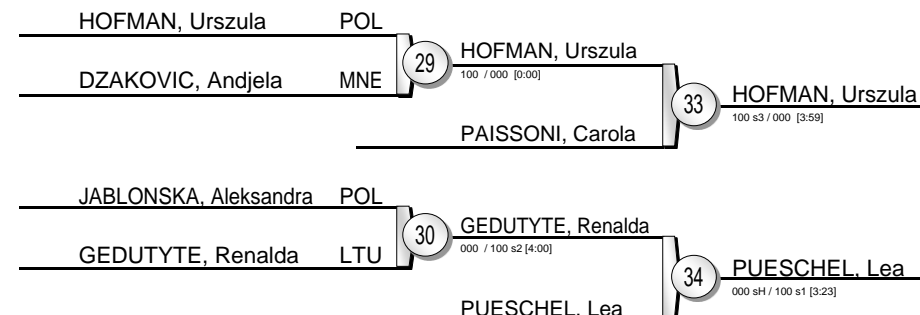 HOFMAN, Urszula POL
DZAKOVIC, Andjela MNE
29
HOFMAN, Urszula
100 / 000 [0:00]
PAISSONI, Carola
33
HOFMAN, Urszula
100 s3 / 000 [3:59]
JABLONSKA, Aleksandra POL
GEDUTYTE, Renalda LTU
30
GEDUTYTE, Renalda
000 / 100 s2 [4:00]
PUESCHEL, Lea
34
PUESCHEL, Lea
000 sH / 100 s1 [3:23]